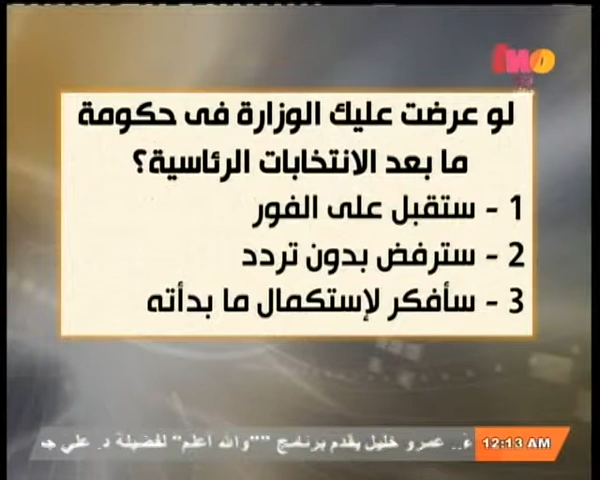 لو عرضت عليك الوزارة فى حكومة
ما بعد الانتخابات الرئاسية؟
1 - ستقبل على الفور
2 - سترفض بدون تردد
3 - سأفكر لإستكمال ما بدأته
12:13 AM عمرو خليل يقدم برنامج ""والله أعلم" لفضيلة د. علي جـ